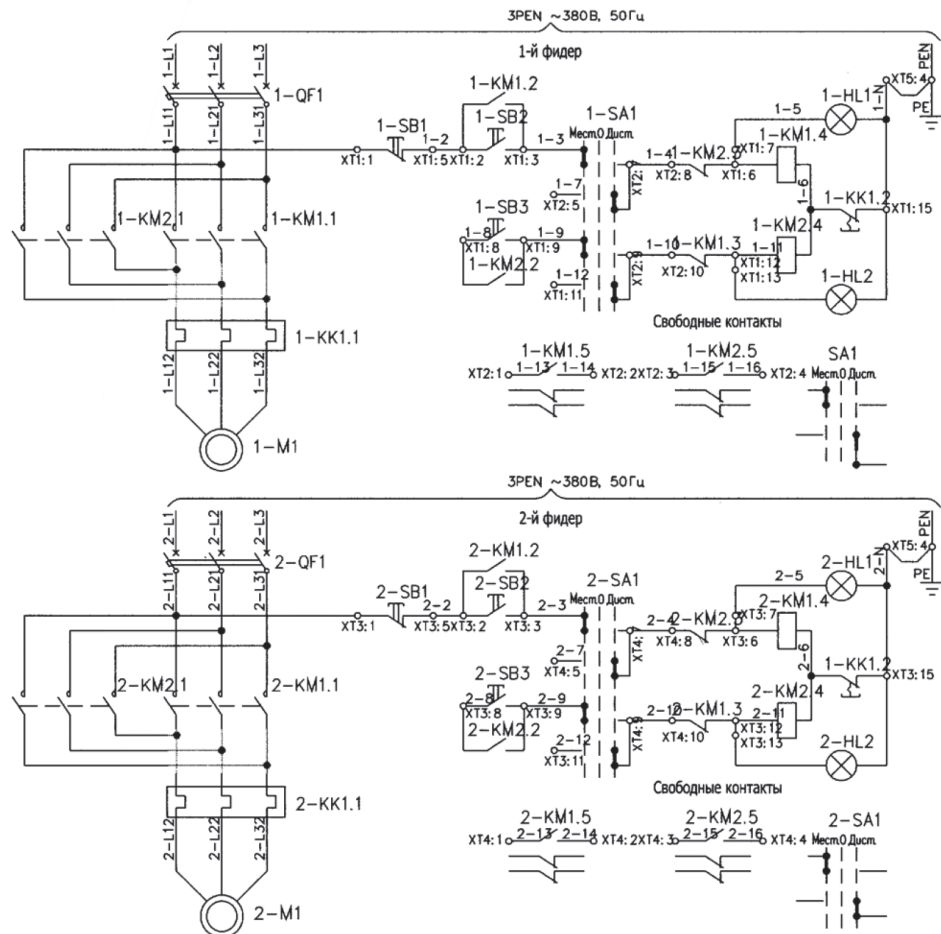 3PEN ~380В, 50Гц
1-й фидер
1-L1
1-L2
1-L3
1-QF1
1-L11
1-L21
1-L31
1-KM1.2
1-SB1
1-2
1-SB2
1-3
XT1:1
XT1:5
XT1:2
XT1:3
1-SA1
Мест.О Дист.
1-5
1-HL1
1-N
XT5:4
PEN
PE
1-KM1.4
XT1:7
1-4
XT2:8
XT1:6
1-6
1-7
XT2:5
1-KK1.2
XT1:15
1-KM2.1
1-KM1.1
1-SB3
1-8
XT1:8
1-9
XT1:9
1-KM2.2
1-12
XT1:11
XT2:9
1-10
XT2:10
1-KM1.3
1-11
XT1:12
XT1:13
1-KM2.4
1-HL2
Свободные контакты
1-KK1.1
1-L12
1-L22
1-L32
1-M1
1-KM1.5
XT2:1
1-13
1-14
XT2:2
1-KM2.5
XT2:3
1-15
1-16
XT2:4
SA1
Мест.О Дист.
3PEN ~380В, 50Гц
2-й фидер
2-L1
2-L2
2-L3
2-QF1
2-L11
2-L21
2-L31
2-KM1.2
2-SB1
2-2
2-SB2
2-3
XT3:1
XT3:5
XT3:2
XT3:3
2-SA1
Мест.О Дист.
2-5
2-HL1
2-N
XT5:4
PEN
PE
2-KM1.4
XT3:7
2-4
XT4:8
XT3:6
2-6
2-7
XT4:5
1-KK1.2
XT3:15
2-KM2.1
2-KM1.1
2-SB3
2-8
XT3:8
2-9
XT3:9
2-KM2.2
2-12
XT3:11
XT4:9
2-10
XT4:10
2-KM1.3
2-11
XT3:12
XT3:13
2-KM2.4
2-HL2
Свободные контакты
2-KK1.1
2-L12
2-L22
2-L32
2-M1
2-KM1.5
XT4:1
2-13
2-14
XT4:2
2-KM2.5
XT4:3
2-15
2-16
XT4:4
2-SA1
Мест.О Дист.